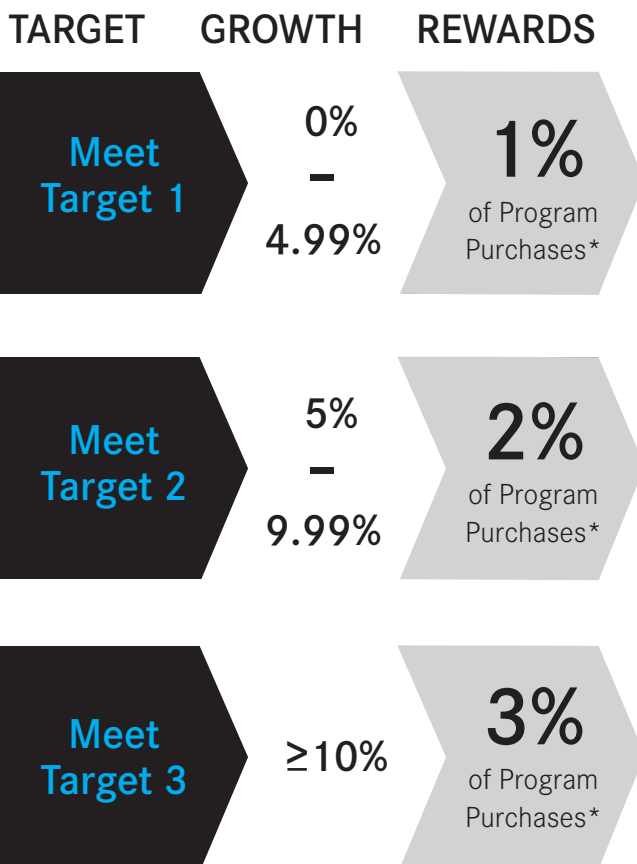 TARGET GROWTH REWARDS
Meet
Target 1
0%
–
4.99%
1%
of Program
Purchases*
Meet
Target 2
5%
–
9.99%
2%
of Program
Purchases*
Meet
Target 3
≥10%
3%
of Program
Purchases*